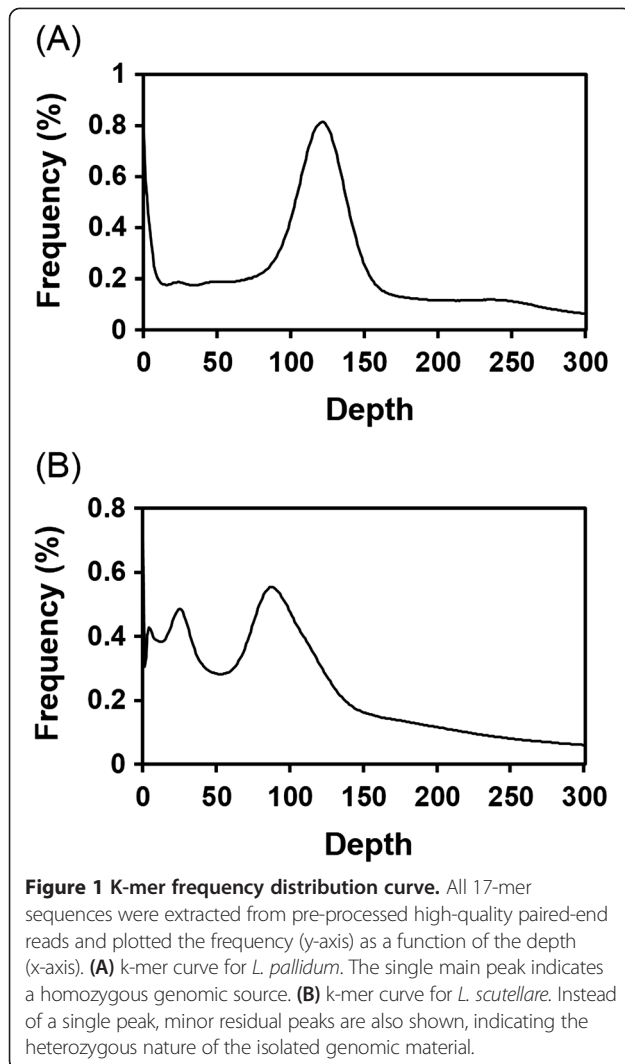 (A)
Frequency (%)
1
0.8
0.6
0.4
0.2
0
0 50 100 150 200 250 300
Depth
(B)
Frequency (%)
0.8
0.6
0.4
0.2
0
0 50 100 150 200 250 300
Depth
Figure 1 K-mer frequency distribution curve. All 17-mer
sequences were extracted from pre-processed high-quality paired-end
reads and plotted the frequency (y-axis) as a function of the depth
(x-axis). (A) k-mer curve for L. pallidum. The single main peak indicates
a homozygous genomic source. (B) k-mer curve for L. scutellare. Instead
of a single peak, minor residual peaks are also shown, indicating the
heterozygous nature of the isolated genomic material.